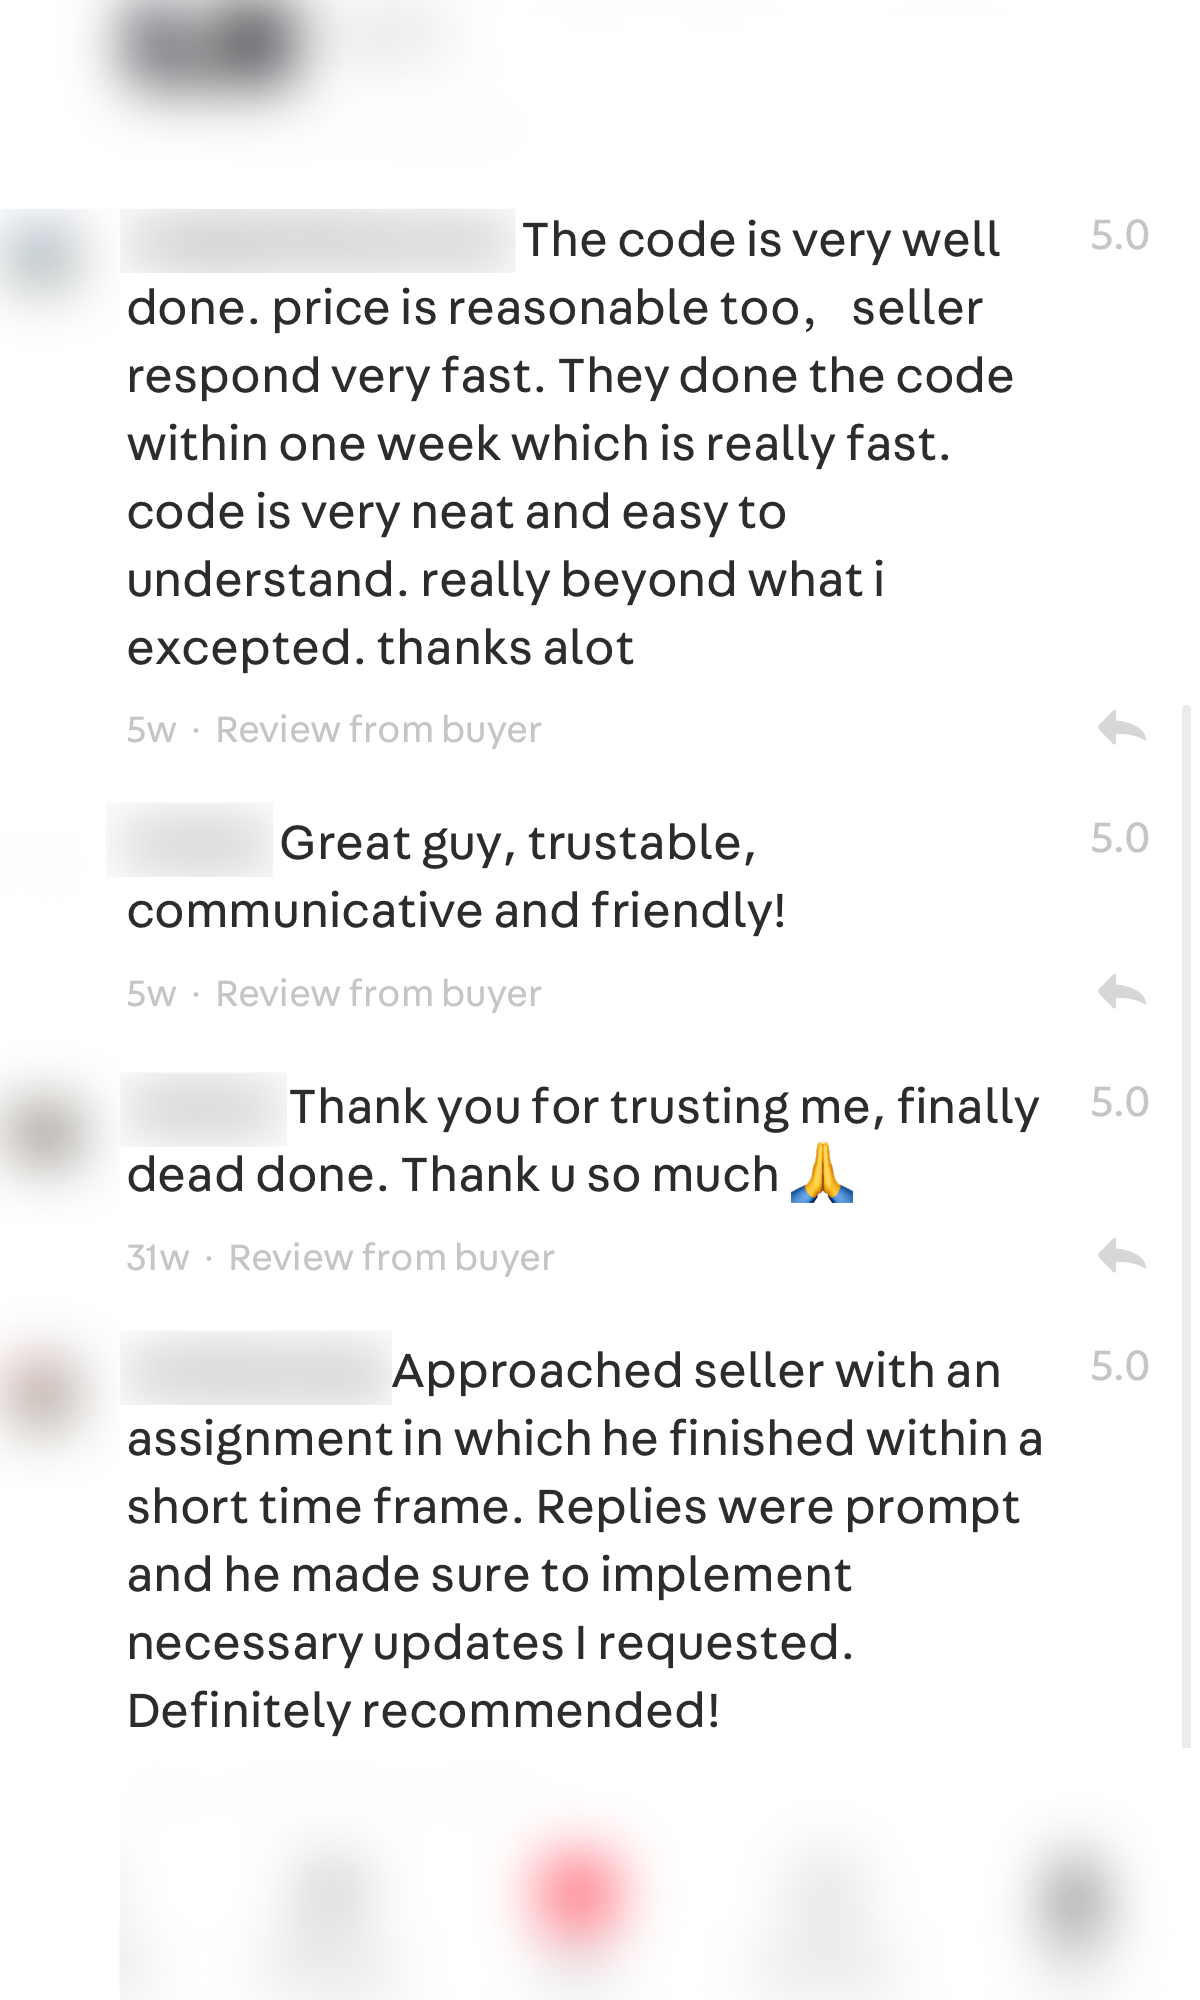 The code is very well
5.0
done. price is reasonable too， seller
respond very fast. They done the code
within one week which is really fast.
code is very neat and easy to
understand. really beyond what i
excepted. thanks alot
5w · Review from buyer
Great guy, trustable,
5.0
communicative and friendly!
5w · Review from buyer
Thank you for trusting me, finally
5.0
dead done. Thank u so much 🙏
31w · Review from buyer
Approached seller with an
5.0
assignment in which he finished within a
short time frame. Replies were prompt
and he made sure to implement
necessary updates I requested.
Definitely recommended!